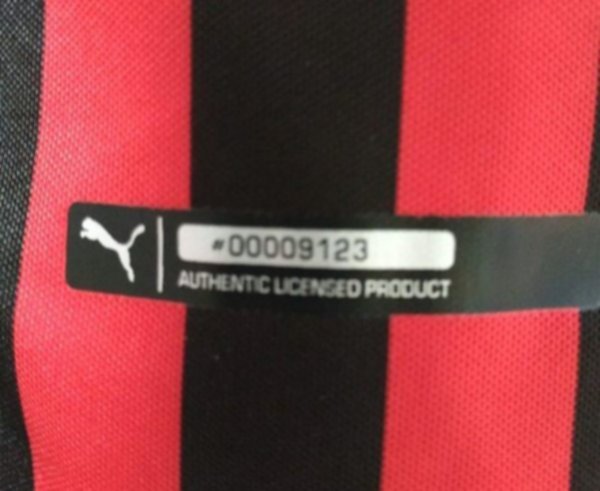 #00009123
AUTHENTIC LICENSED PRODUCT